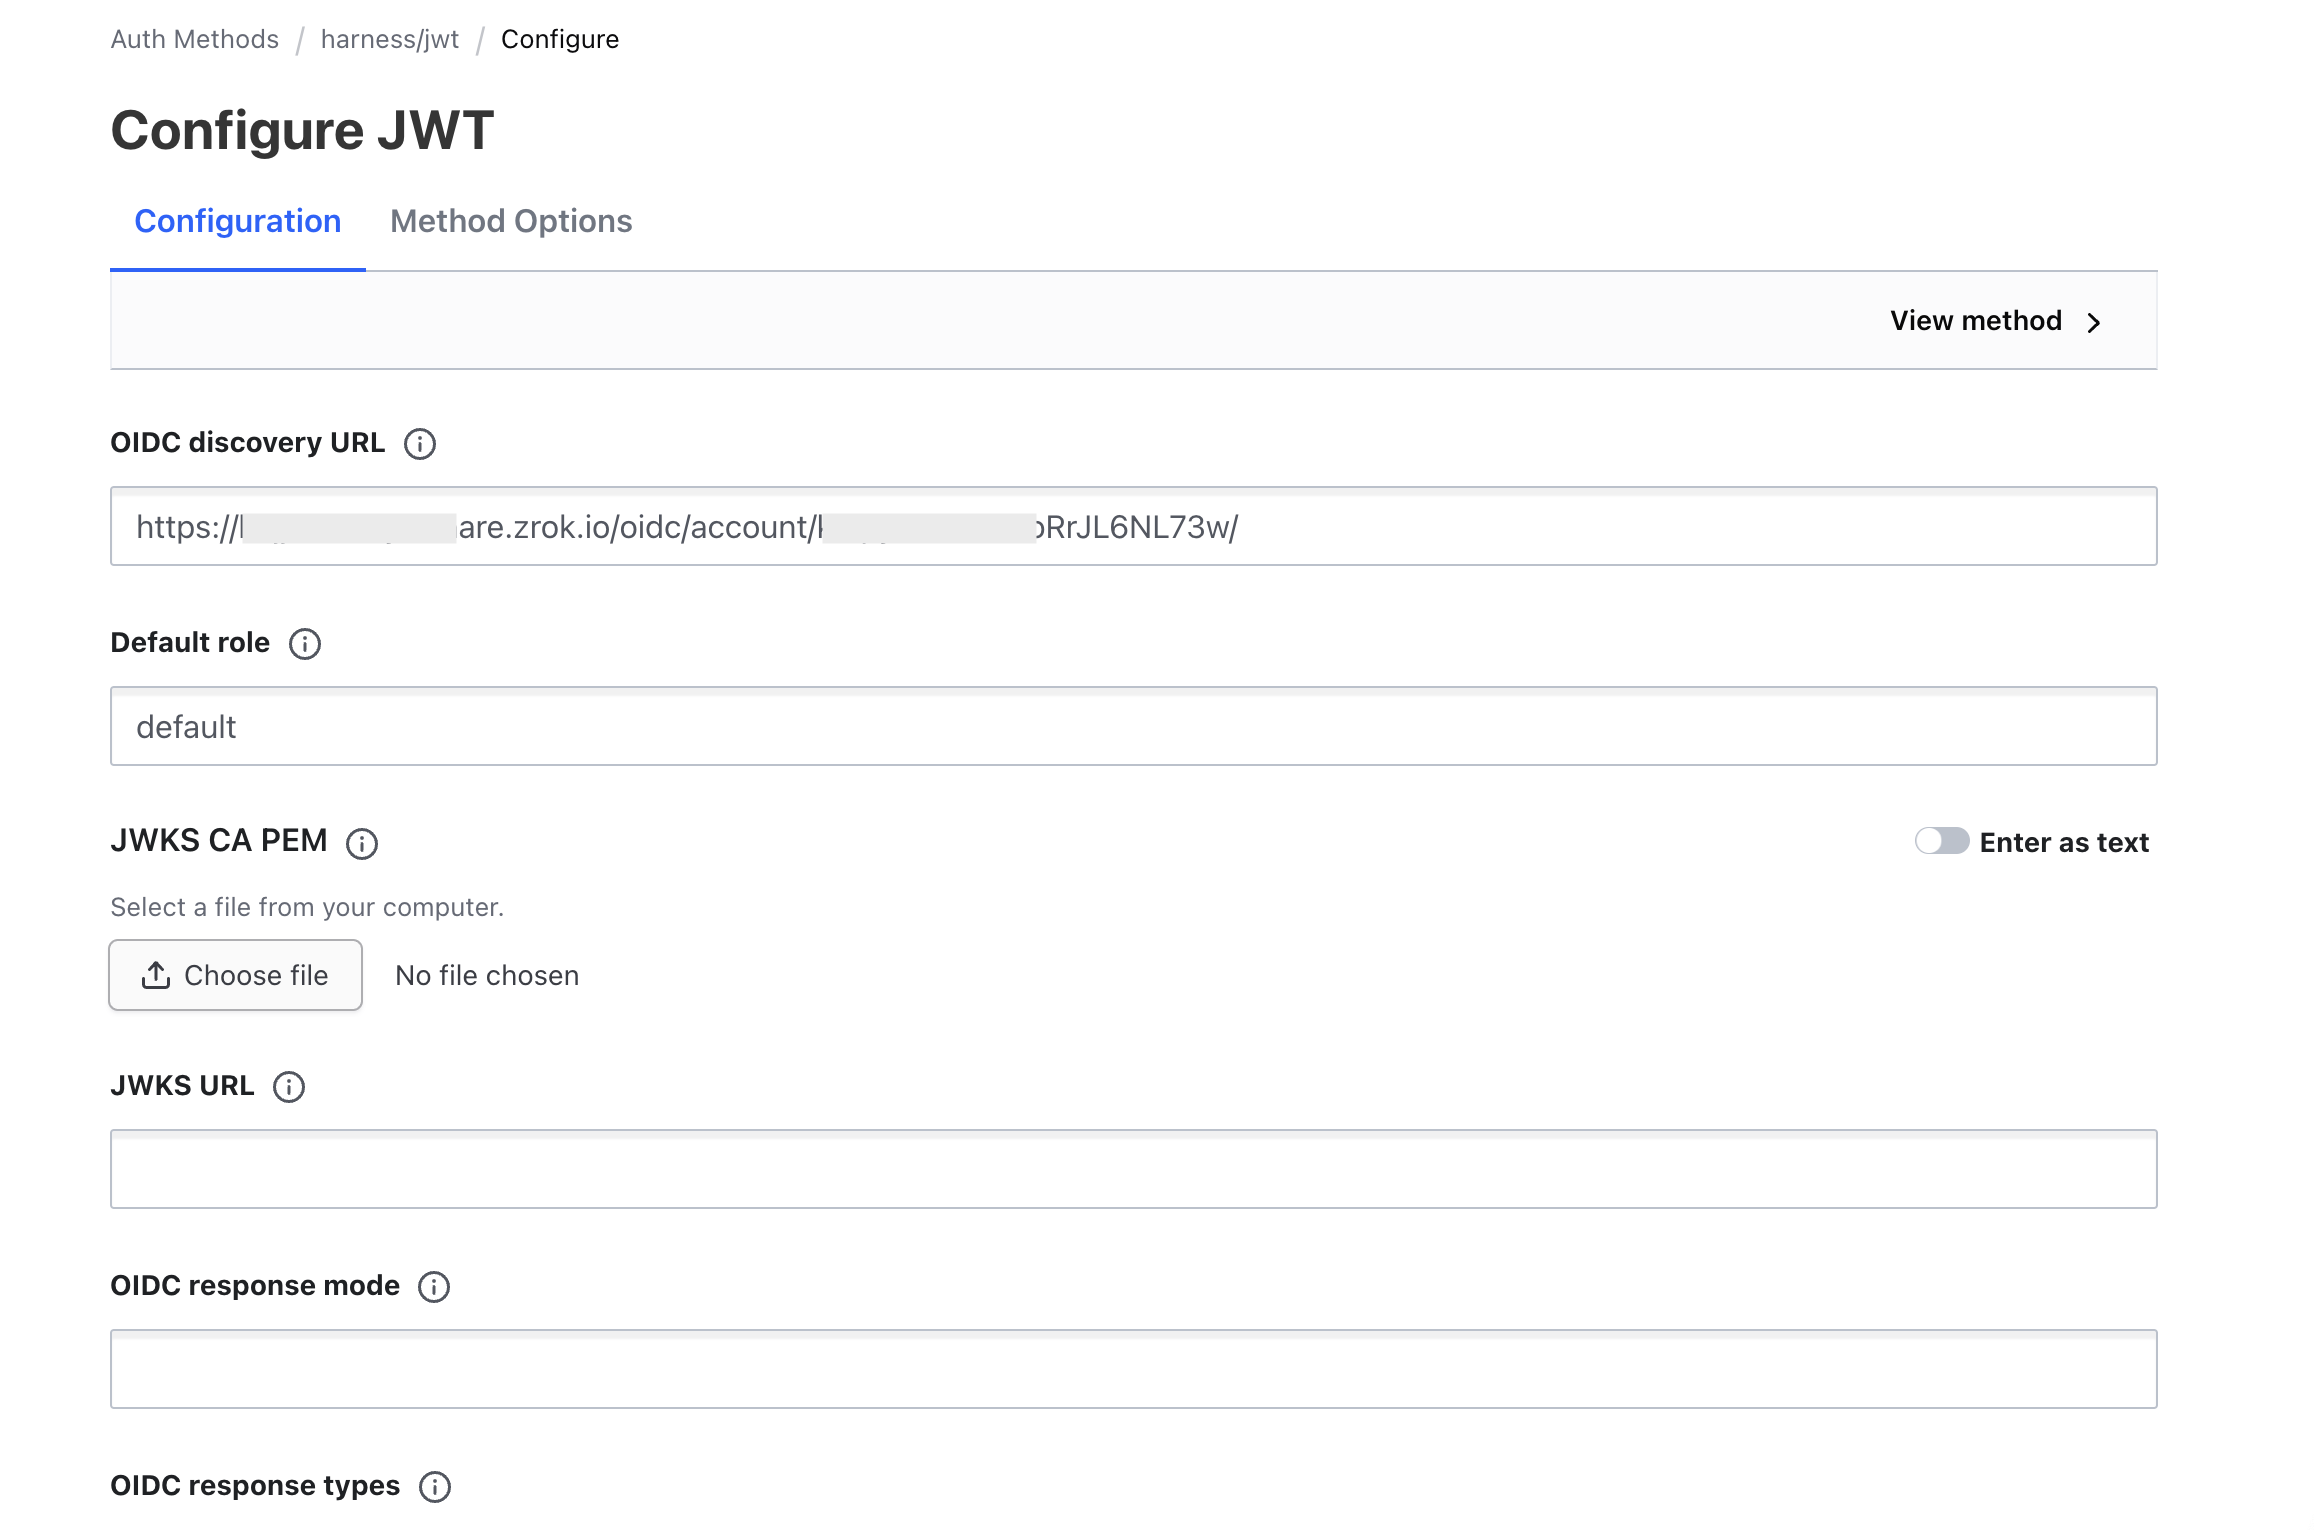 Auth Methods / harness/jwt / Configure
Configure JWT
Configuration Method Options
View method
OIDC discovery URL
https:// are.zrok.io/oidc/account/ RrJL6NL73w/
Default role
default
JWKS CA PEM
Enter as text
Select a file from your computer.
Choose file No file chosen
JWKS URL
OIDC response mode
OIDC response types